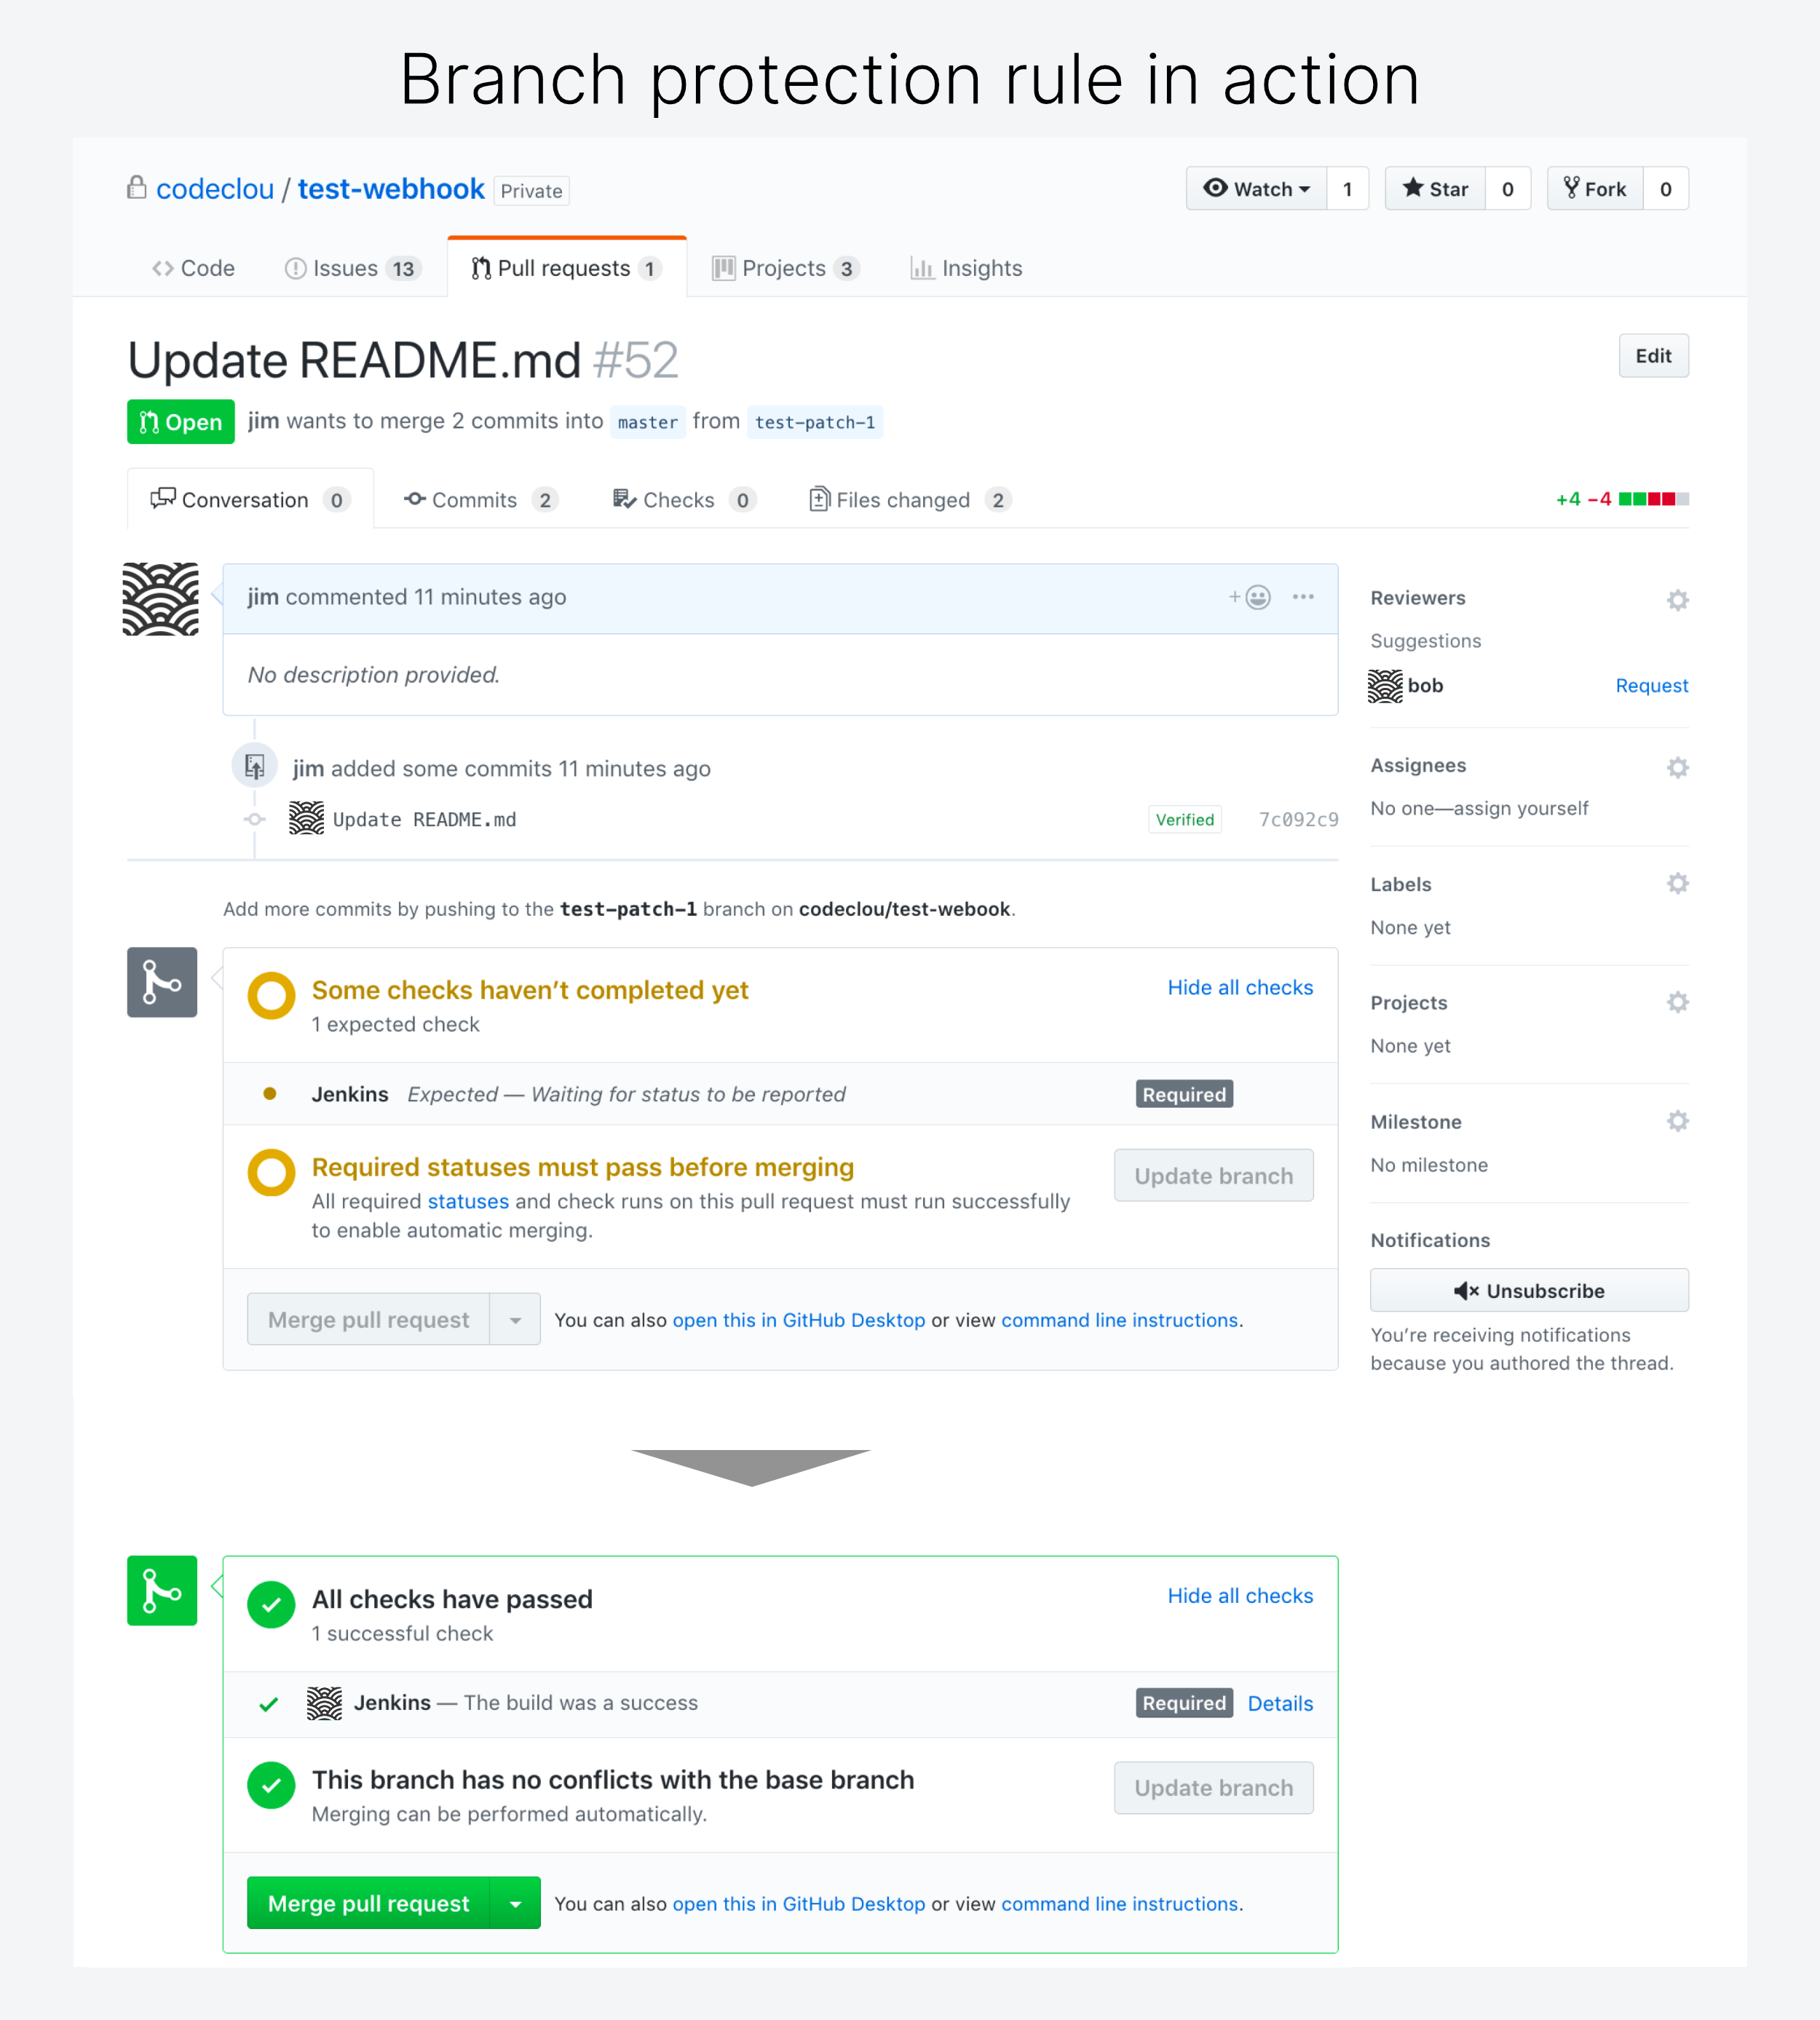 Branch protection rule in action
codeclou / test-webhook Private
Watch 1 Star 0 Fork 0
Code Issues 13 Pull requests 1 Projects 3 Insights
Update README.md #52
Edit
Open jim wants to merge 2 commits into master from test-patch-1
Conversation 0 Commits 2 Checks 0 Files changed 2 +4 −4
jim commented 11 minutes ago
No description provided.
jim added some commits 11 minutes ago
Update README.md Verified 7c092c9
Add more commits by pushing to the test-patch-1 branch on codeclou/test-webook.
Some checks haven’t completed yet
Hide all checks
1 expected check
Jenkins Expected — Waiting for status to be reported Required
Required statuses must pass before merging
Update branch
All required statuses and check runs on this pull request must run successfully
to enable automatic merging.
Merge pull request You can also open this in GitHub Desktop or view command line instructions.
Reviewers
Suggestions
bob Request
Assignees
No one—assign yourself
Labels
None yet
Projects
None yet
Milestone
No milestone
Notifications
Unsubscribe
You’re receiving notifications
because you authored the thread.
All checks have passed
Hide all checks
1 successful check
Jenkins — The build was a success Required Details
This branch has no conflicts with the base branch
Update branch
Merging can be performed automatically.
Merge pull request You can also open this in GitHub Desktop or view command line instructions.